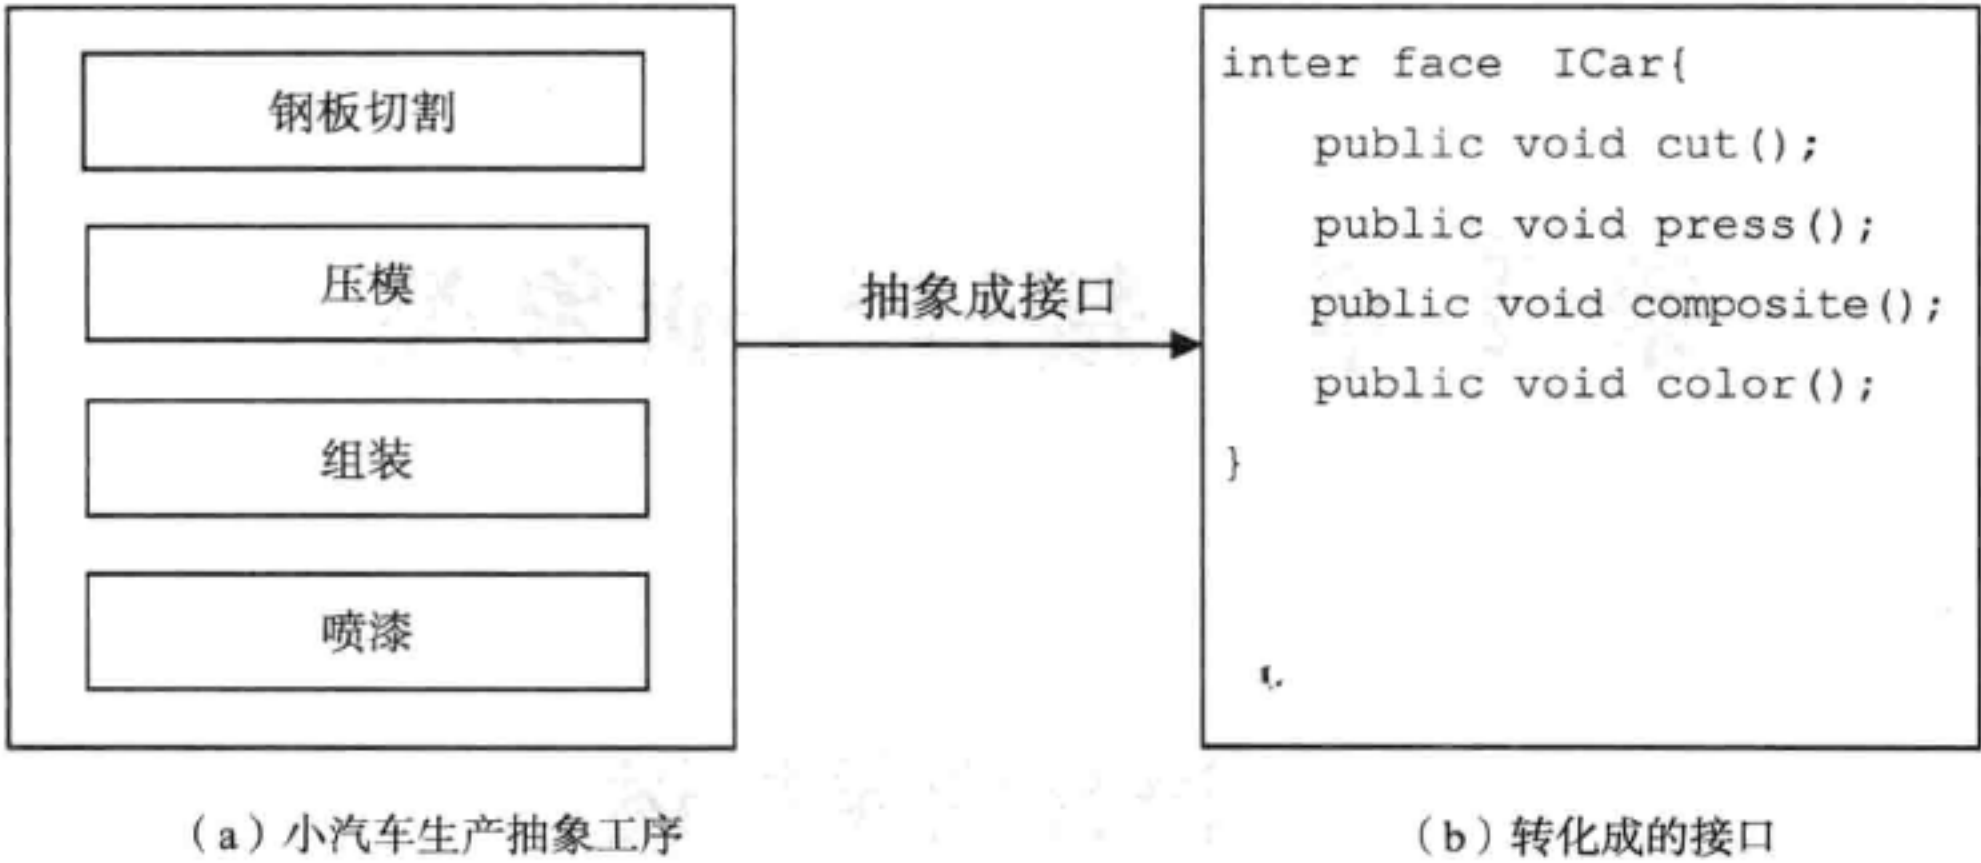 钢板切割
压模
组装
喷漆
抽象成接口
inter face ICar{
public void cut();
public void press();
public void composite();
public void color();
}
(a)小汽车生产抽象工序
(b)转化成的接口